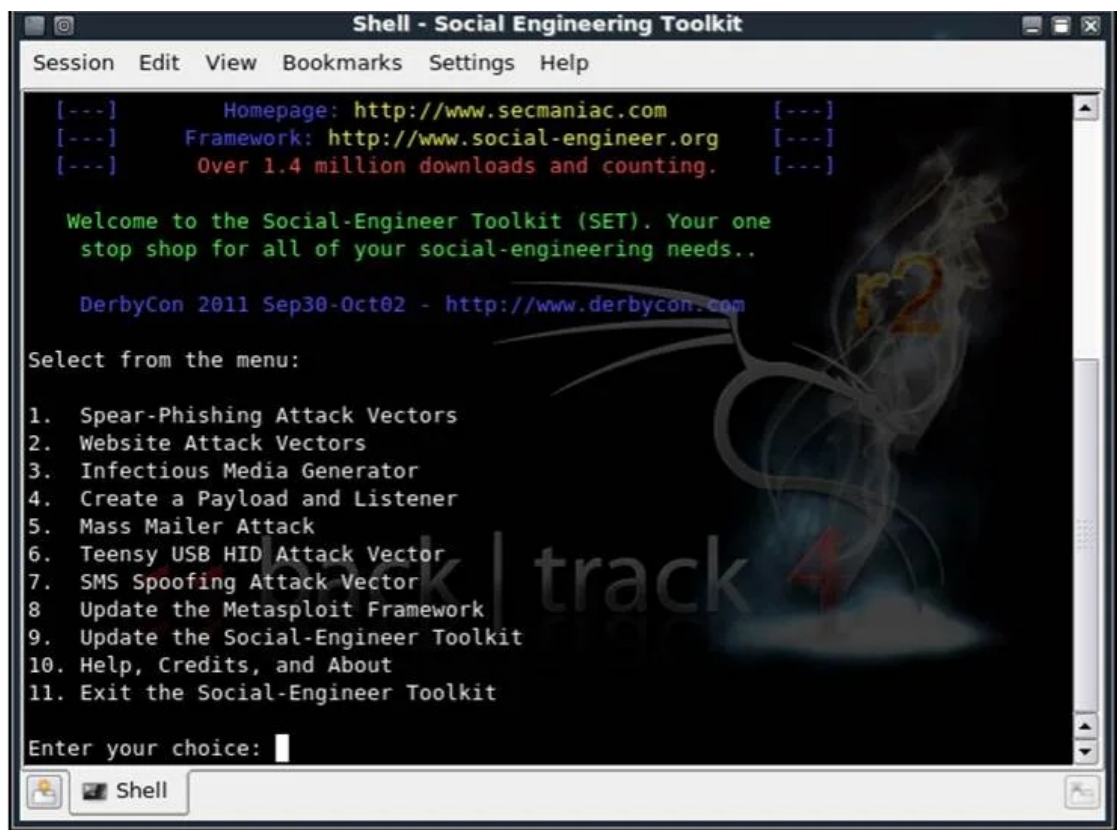 Shell - Social Engineering Toolkit
Session Edit View Bookmarks Settings Help
[---] Homepage: http://www.secmaniac.com [---]
[---] Framework: http://www.social-engineer.org [---]
[---] Over 1.4 million downloads and counting. [---]
Welcome to the Social-Engineer Toolkit (SET). Your one
stop shop for all of your social-engineering needs..
DerbyCon 2011 Sep30-Oct02 - http://www.derbycon.com
r2
Select from the menu:
1. Spear-Phishing Attack Vectors
2. Website Attack Vectors
3. Infectious Media Generator
4. Create a Payload and Listener
5. Mass Mailer Attack
6. Teensy USB HID Attack Vector
7. SMS Spoofing Attack Vector
8 Update the Metasploit Framework
9. Update the Social-Engineer Toolkit
10. Help, Credits, and About
11. Exit the Social-Engineer Toolkit
<< back | track 4
Enter your choice:
Shell